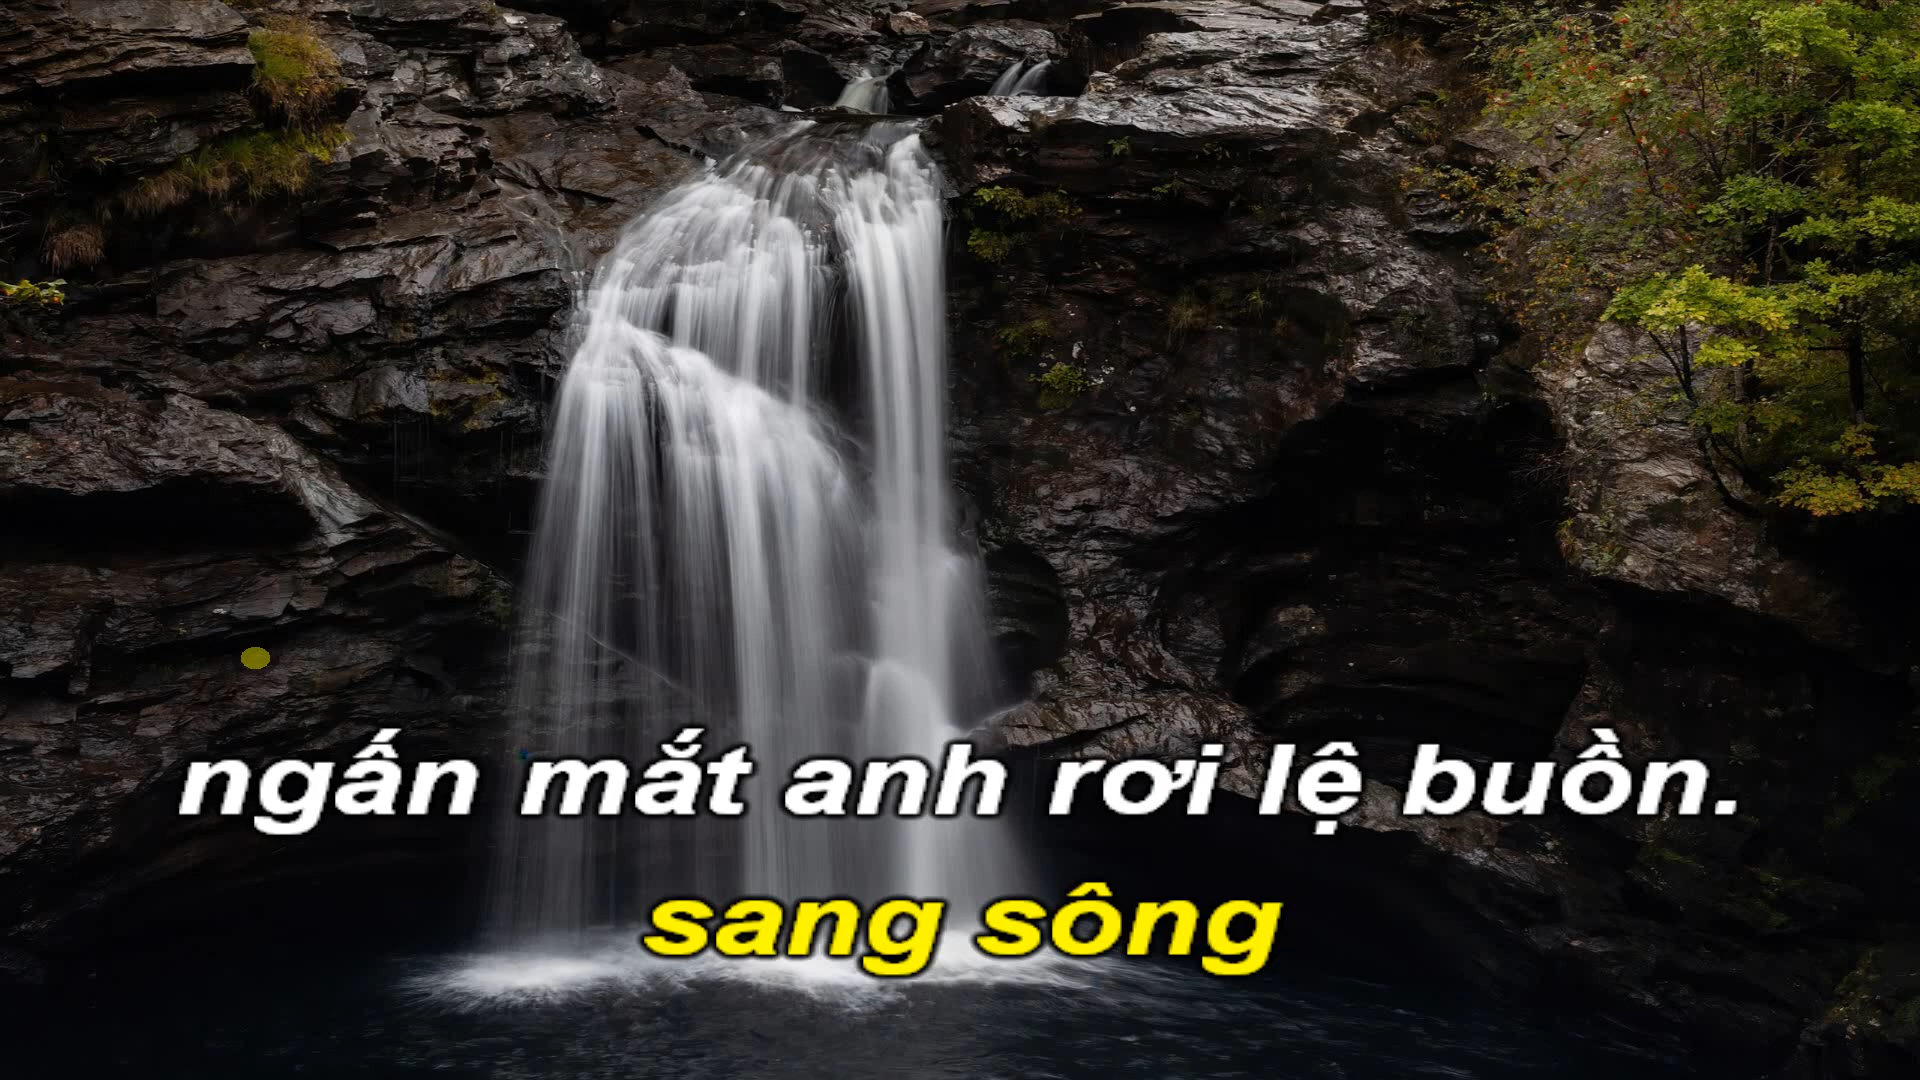 ngấn mắt anh rơi lệ buồn.
sang sông